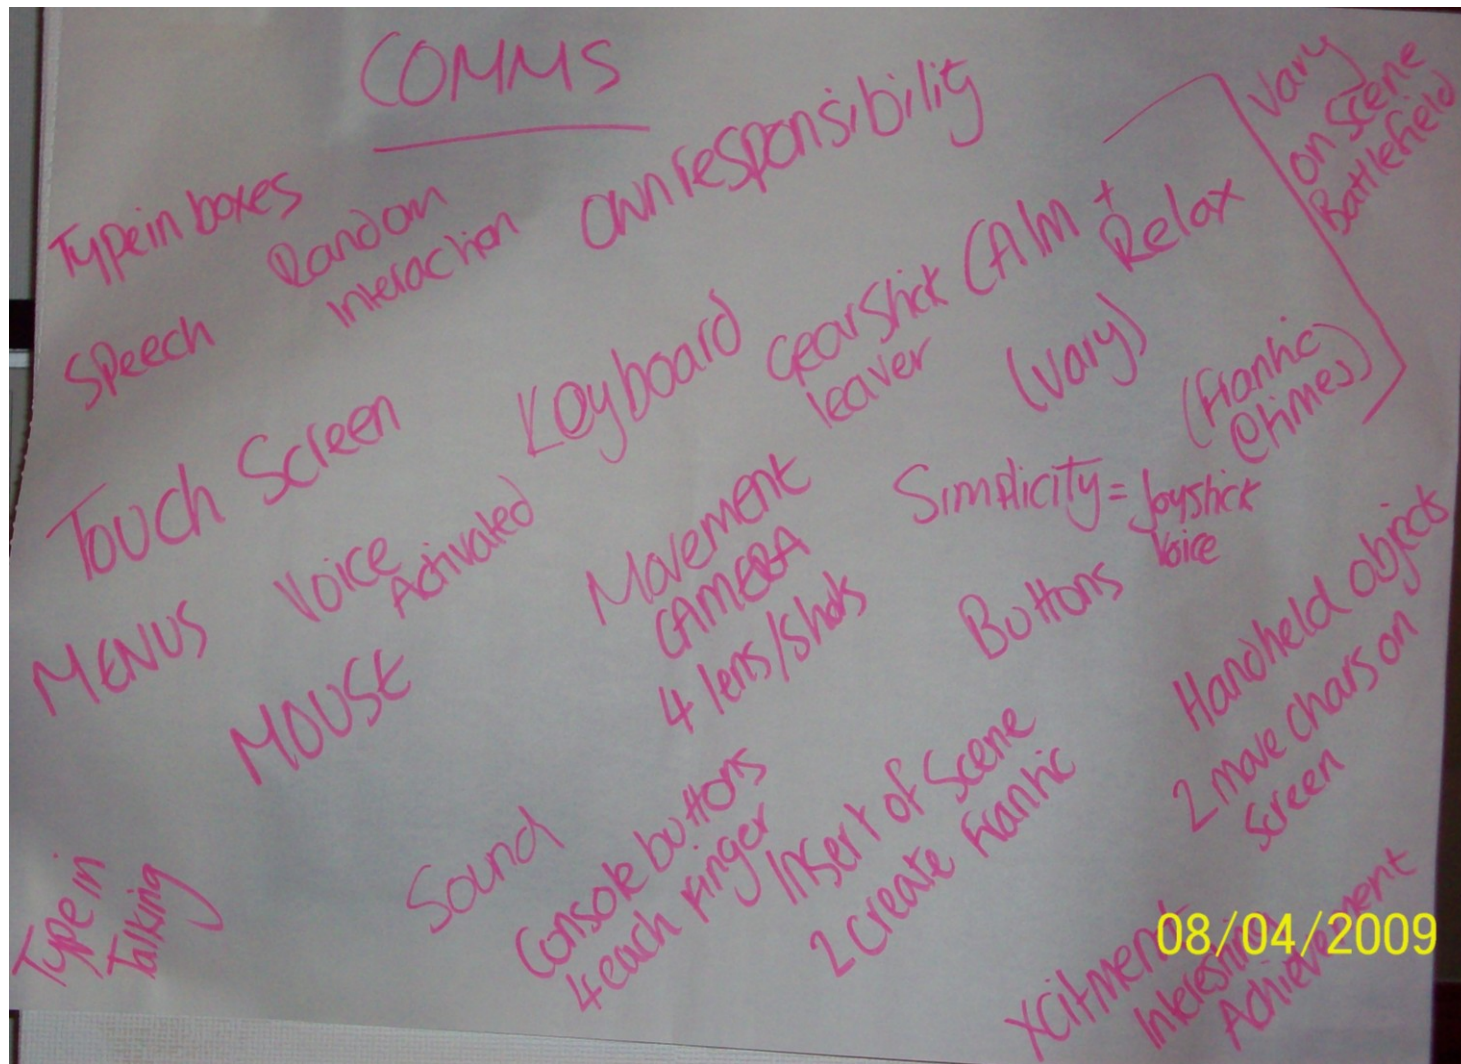 COMMS
Type in boxes
Random
interaction
Own responsibility
Vary
on scene
Battlefield
Speech
Keyboard
Gearshick
leaver
CAlm +
Relax
(vary)
(Frantic
@times)
Touch Screen
Voice
Activated
Movement
CAMERA
4 lens/shots
Simplicity = Joystick
Voice
Buttons
Handheld objects
2 move chars on
screen
MENUS
MOUSE
Sound
Console buttons
4 each finger
Insert of Scene
2 create Frantic
Type in
Talking
Xcitment
Interesting
Achievement
08/04/2009